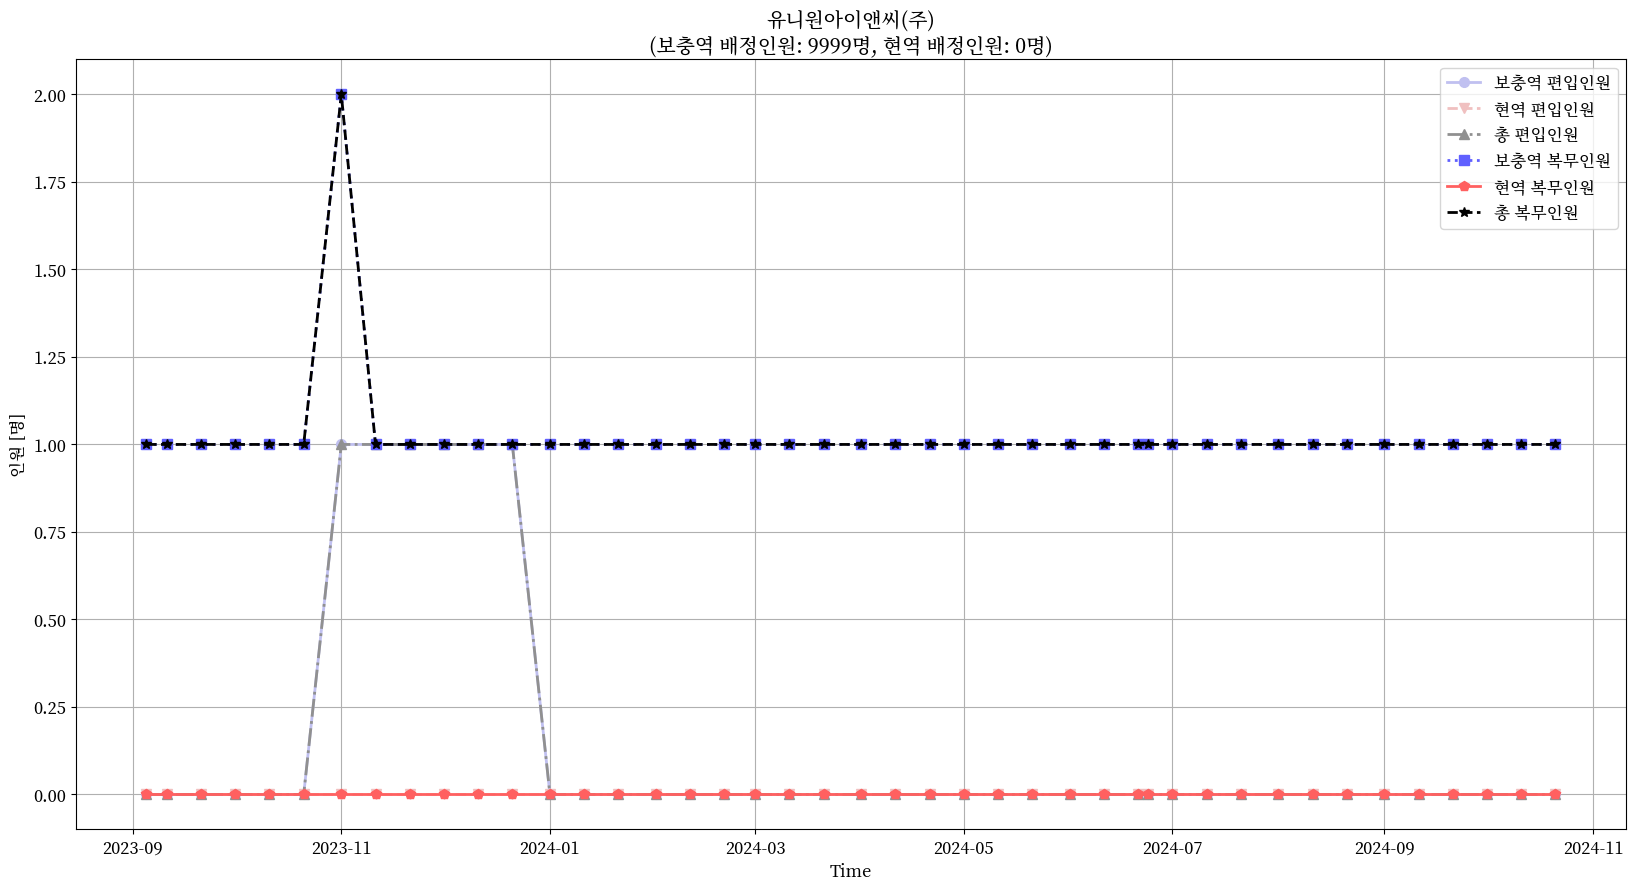 유니원아이앤씨(주)
(보충역 배정인원: 9999명, 현역 배정인원: 0명)
보충역 편입인원
현역 편입인원
총 편입인원
보충역 복무인원
현역 복무인원
총 복무인원
인원 [명]
2.00
1.75
1.50
1.25
1.00
0.75
0.50
0.25
0.00
2023-09 2023-11 2024-01 2024-03 2024-05 2024-07 2024-09 2024-11
Time